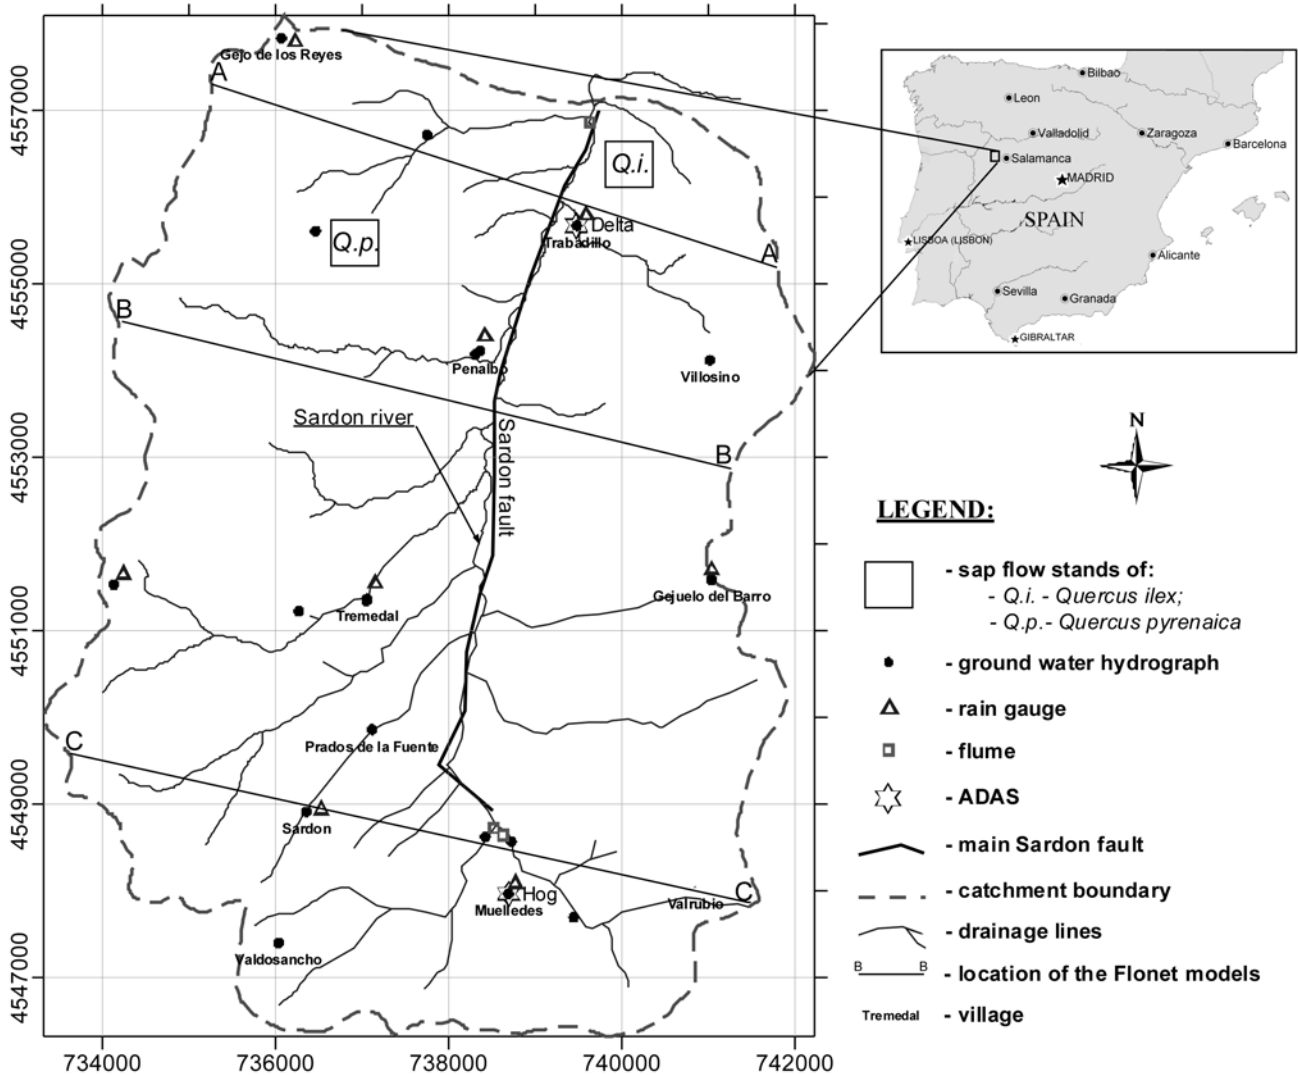 Gejo de los Reyes
A
Q.i.
Q.p.
Delta
Trabadillo
A
B
Penalbo
Villosino
Sardon river
Sardon fault
B
Gejuelo del Barro
Tremedal
C
Prados de la Fuente
Sardon
C
Hog
Muelledes
Valrubio
Valdosancho
4557000
4555000
4553000
4551000
4549000
4547000
734000 736000 738000 740000 742000
Bilbao
Leon
Valladolid
Zaragoza
Barcelona
Salamanca
MADRID
SPAIN
LISBOA (LISBON)
Alicante
Sevilla
Granada
GIBRALTAR
N
LEGEND:
- sap flow stands of:
- Q.i. - Quercus ilex;
- Q.p.- Quercus pyrenaica
- ground water hydrograph
- rain gauge
- flume
- ADAS
- main Sardon fault
- catchment boundary
- drainage lines
B B - location of the Flonet models
Tremedal - village